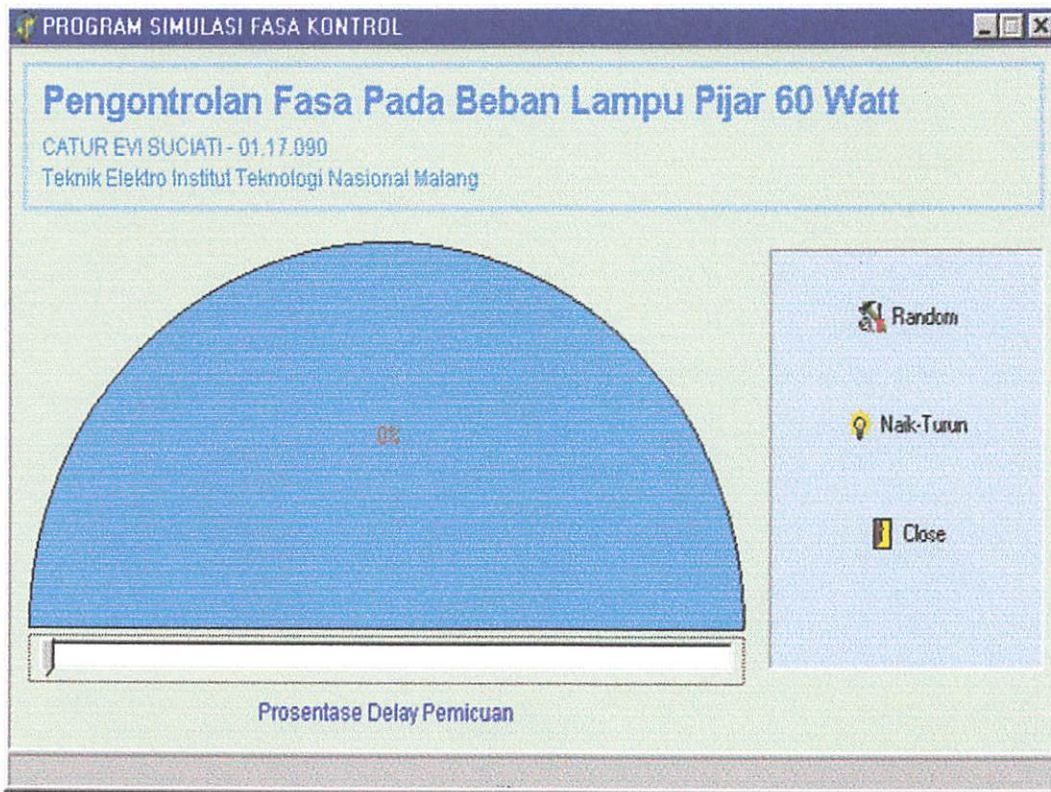 PROGRAM SIMULASI FASA KONTROL
Pengontrolan Fasa Pada Beban Lampu Pijar 60 Watt
CATUR EVI SUCIATI - 01.17.090
Teknik Elektro Institut Teknologi Nasional Malang
0%
Random
Naik-Turun
Close
Prosentase Delay Pemicuan